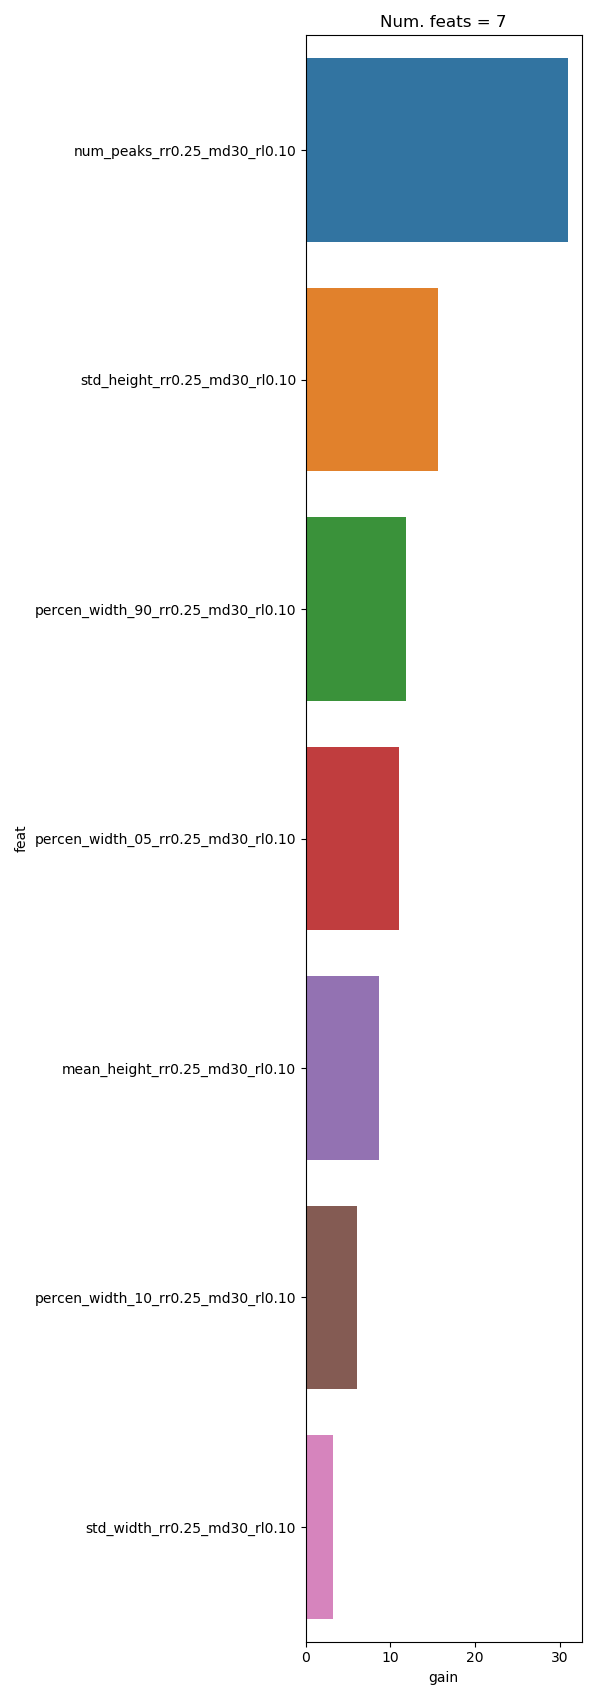 Num. feats = 7
num_peaks_rr0.25_md30_rl0.10
std_height_rr0.25_md30_rl0.10
percen_width_90_rr0.25_md30_rl0.10
percen_width_05_rr0.25_md30_rl0.10
feat
mean_height_rr0.25_md30_rl0.10
percen_width_10_rr0.25_md30_rl0.10
std_width_rr0.25_md30_rl0.10
0 10 20 30
gain